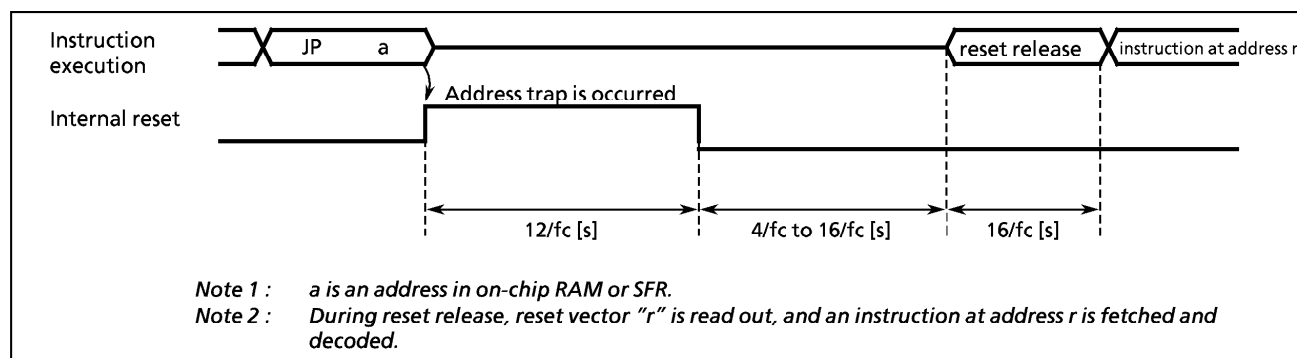 Instruction
execution
JP a
reset release
instruction at address r
Address trap is occurred
Internal reset
12/fc [s]
4/fc to 16/fc [s]
16/fc [s]
Note 1 : a is an address in on-chip RAM or SFR.
Note 2 : During reset release, reset vector "r" is read out, and an instruction at address r is fetched and
decoded.